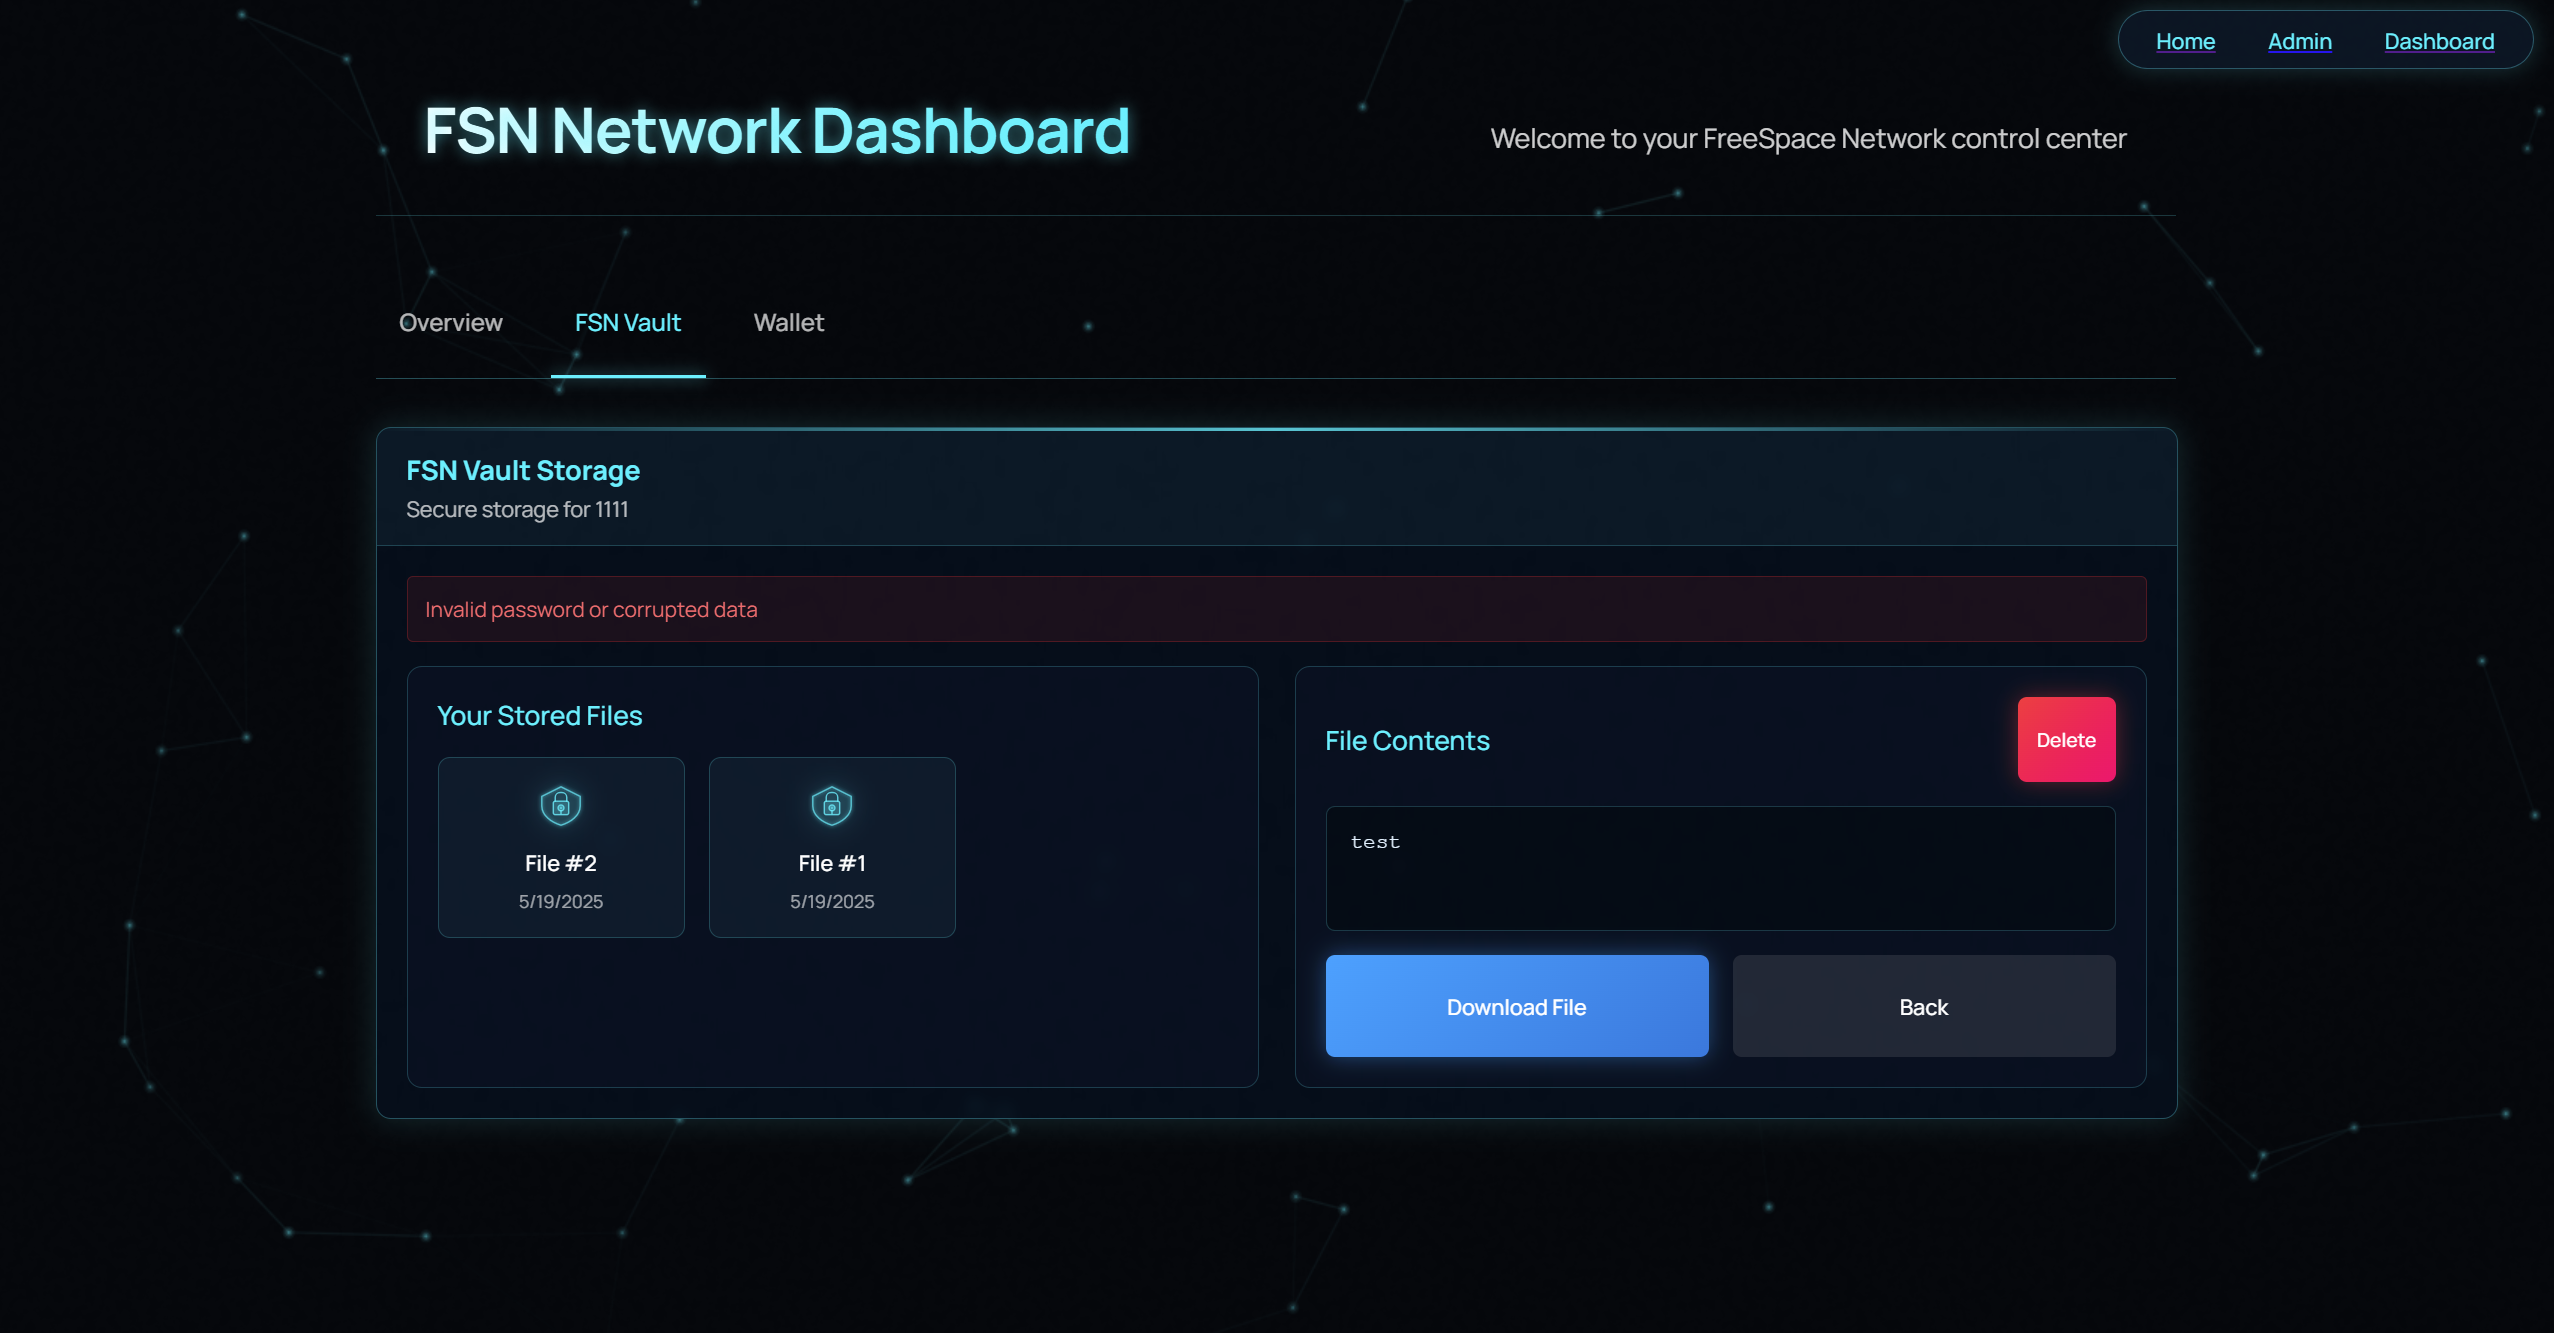 Home
Admin
Dashboard
FSN Network Dashboard
Welcome to your FreeSpace Network control center
Overview
FSN Vault
Wallet
FSN Vault Storage
Secure storage for 1111
Invalid password or corrupted data
Your Stored Files
File #2
5/19/2025
File #1
5/19/2025
File Contents
Delete
test
Download File
Back